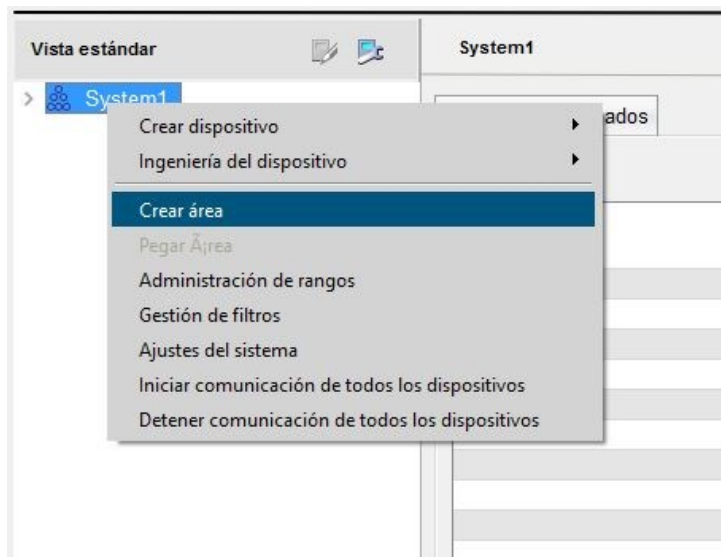 Vista estándar
System1
System1
ados
Crear dispositivo
Ingeniería del dispositivo
Crear área
Pegar Ã¡rea
Administración de rangos
Gestión de filtros
Ajustes del sistema
Iniciar comunicación de todos los dispositivos
Detener comunicación de todos los dispositivos